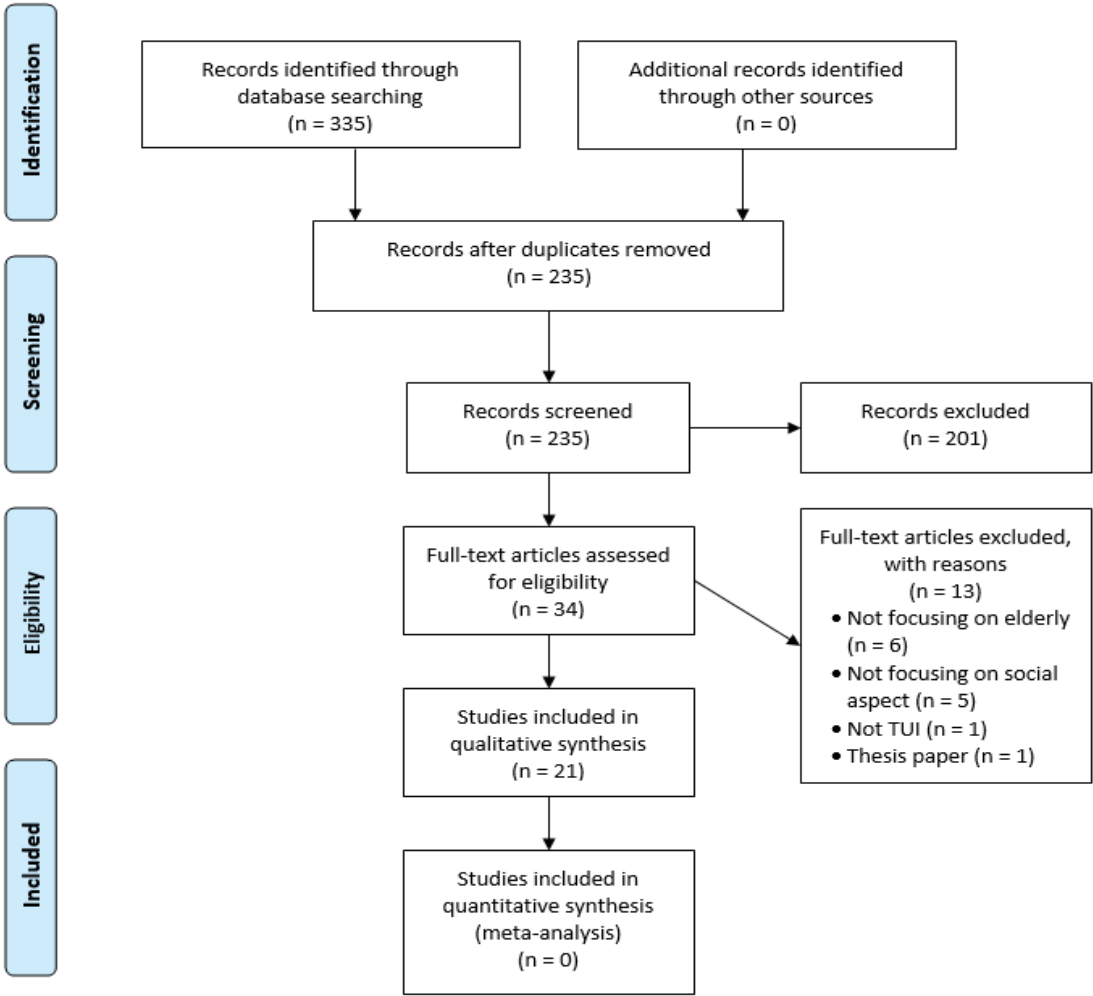 Identification
Records identified through
database searching
(n = 335)
Additional records identified
through other sources
(n = 0)
Records after duplicates removed
(n = 235)
Screening
Records screened
(n = 235)
Records excluded
(n = 201)
Eligibility
Full-text articles assessed
for eligibility
(n = 34)
Full-text articles excluded,
with reasons
(n = 13)
• Not focusing on elderly
(n = 6)
• Not focusing on social
aspect (n = 5)
• Not TUI (n = 1)
• Thesis paper (n = 1)
Studies included in
qualitative synthesis
(n = 21)
Included
Studies included in
quantitative synthesis
(meta-analysis)
(n = 0)